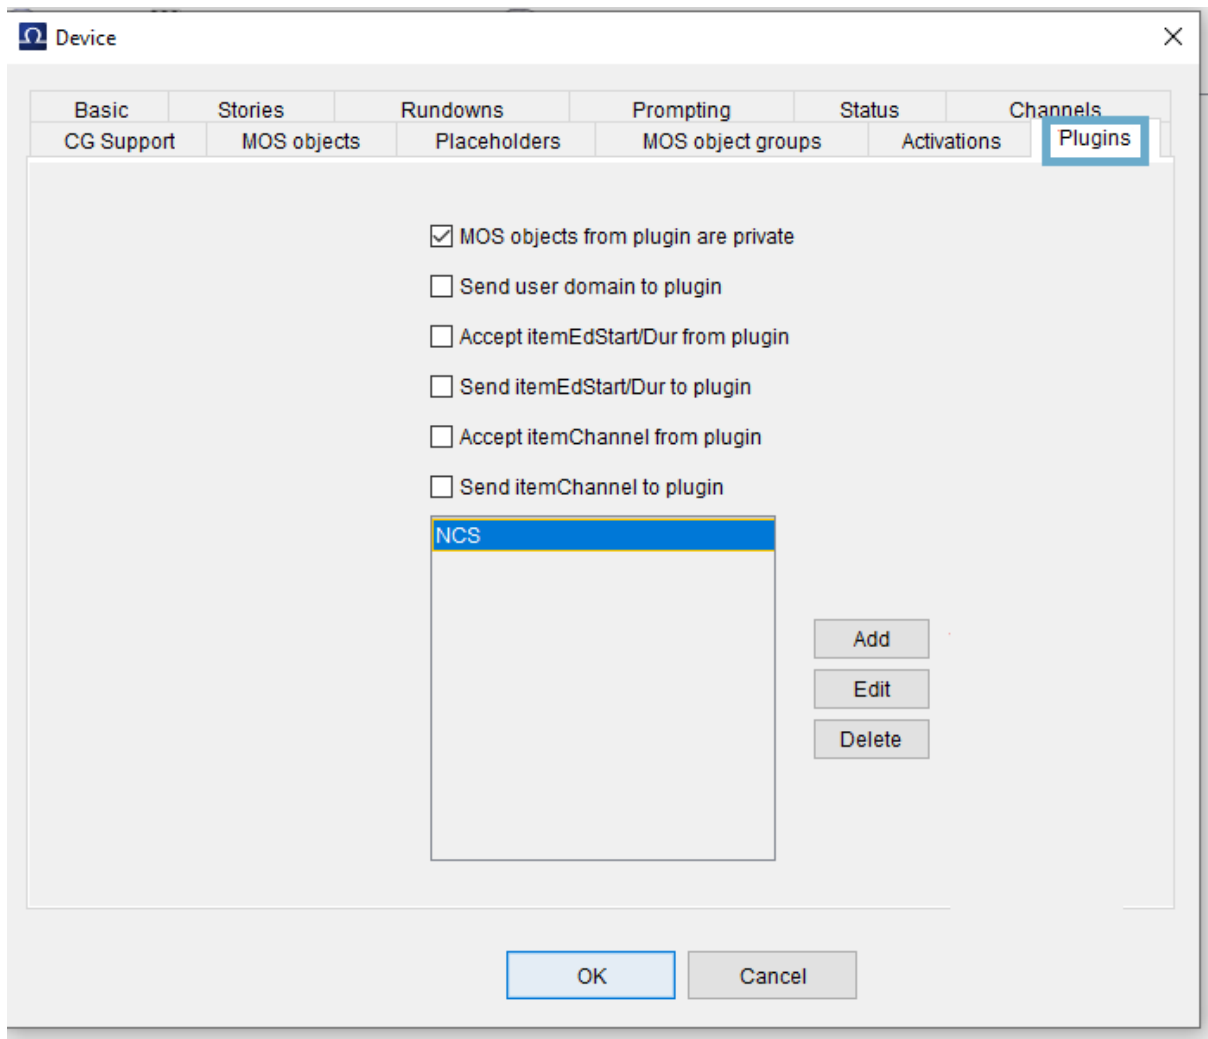 Device
Basic Stories Rundowns Prompting Status Channels
CG Support MOS objects Placeholders MOS object groups Activations Plugins
MOS objects from plugin are private
Send user domain to plugin
Accept itemEdStart/Dur from plugin
Send itemEdStart/Dur to plugin
Accept itemChannel from plugin
Send itemChannel to plugin
NCS
Add
Edit
Delete
OK Cancel